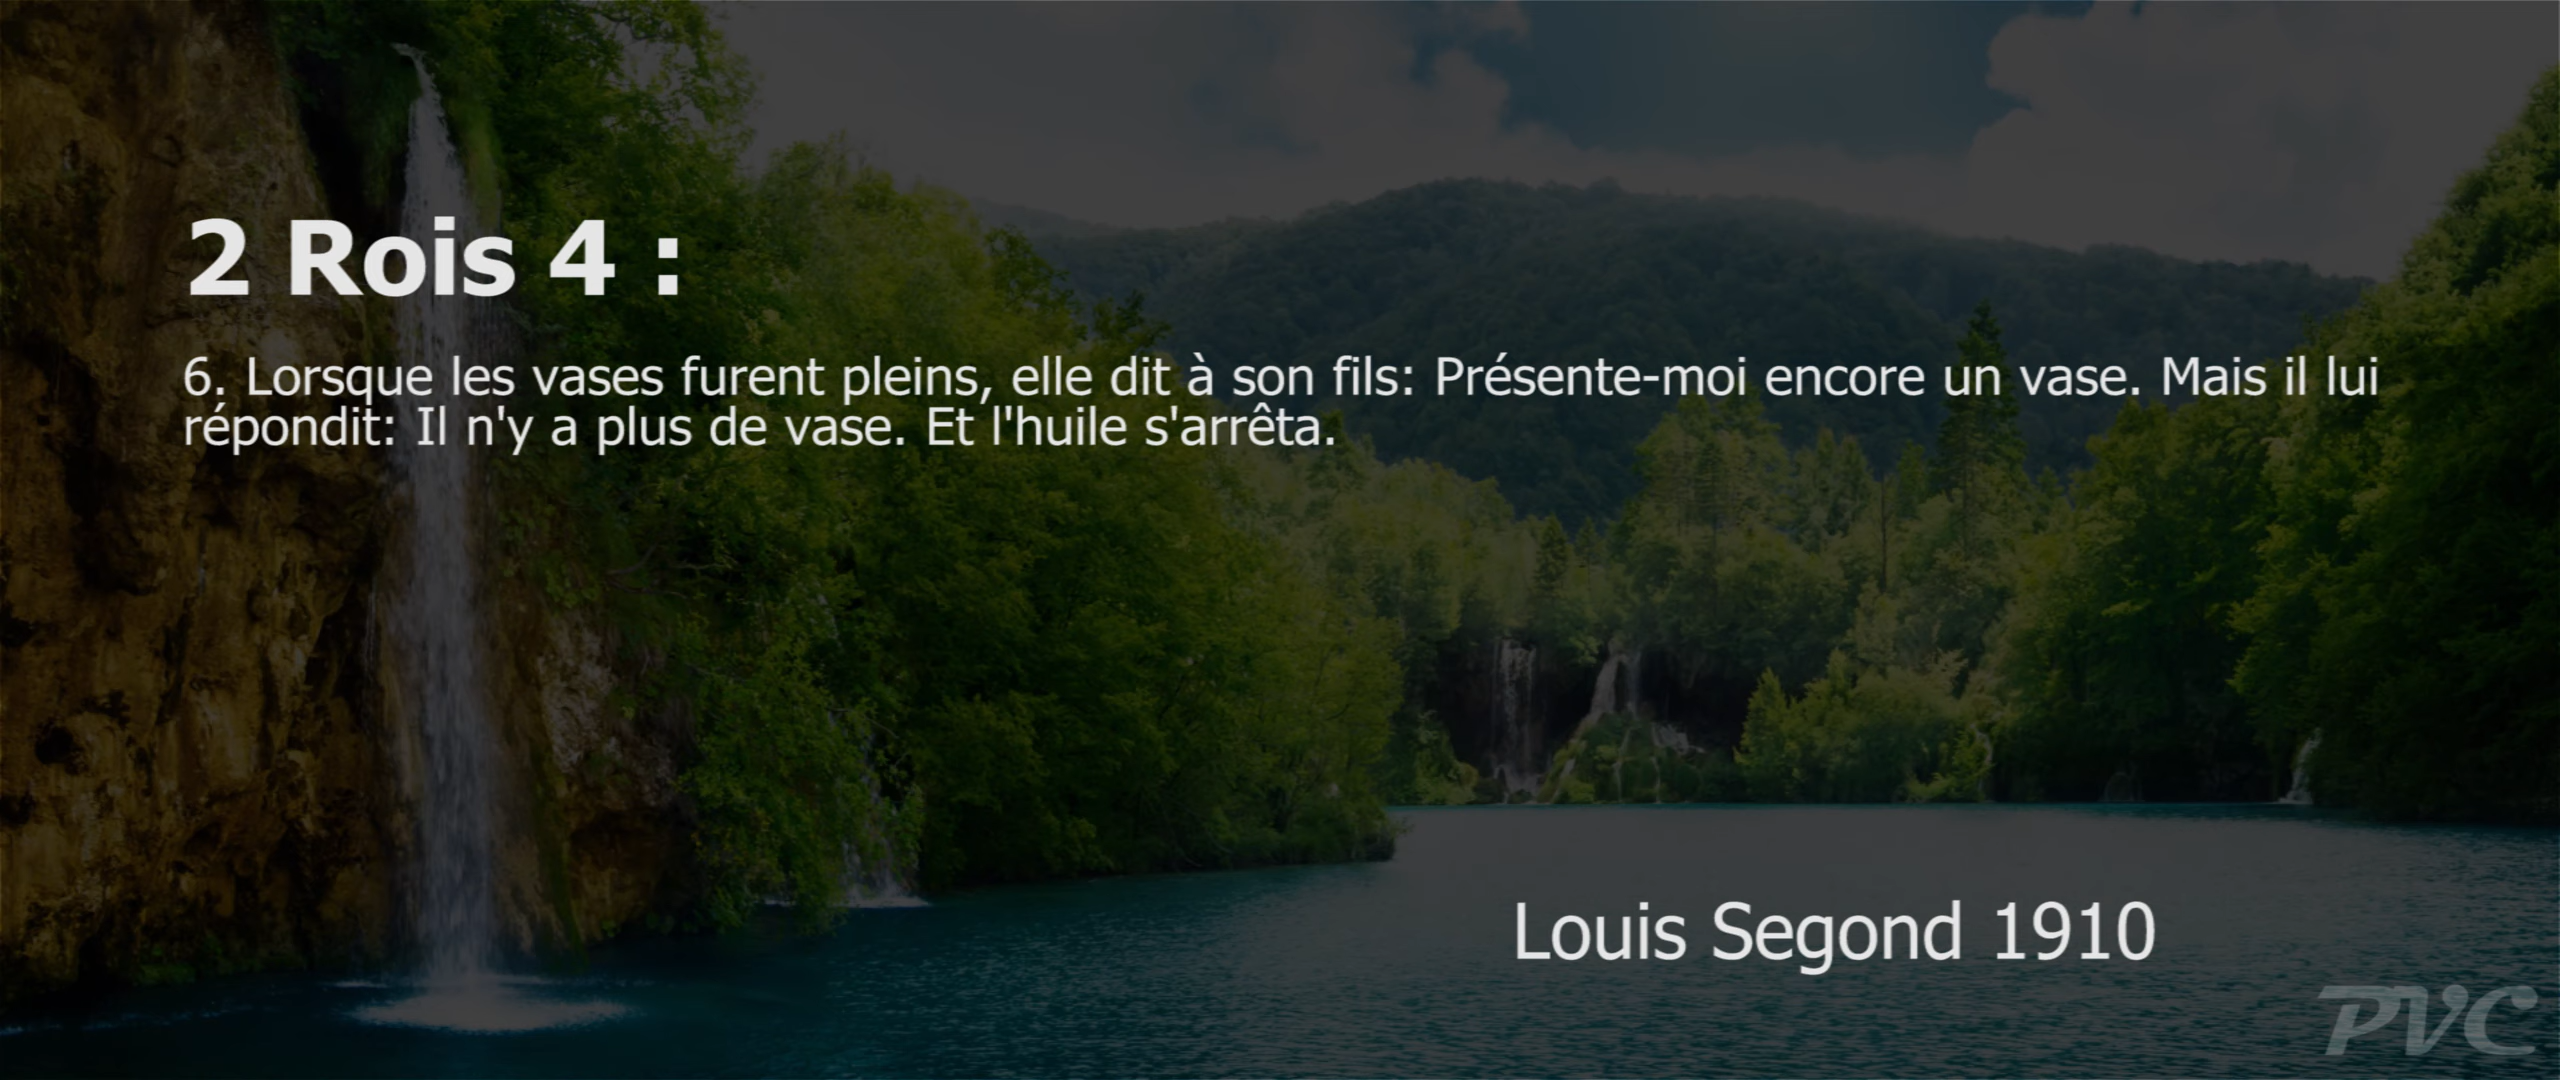 2 Rois 4 :
6. Lorsque les vases furent pleins, elle dit à son fils: Présente-moi encore un vase. Mais il lui
répondit: Il n'y a plus de vase. Et l'huile s'arrêta.
Louis Segond 1910
PVC